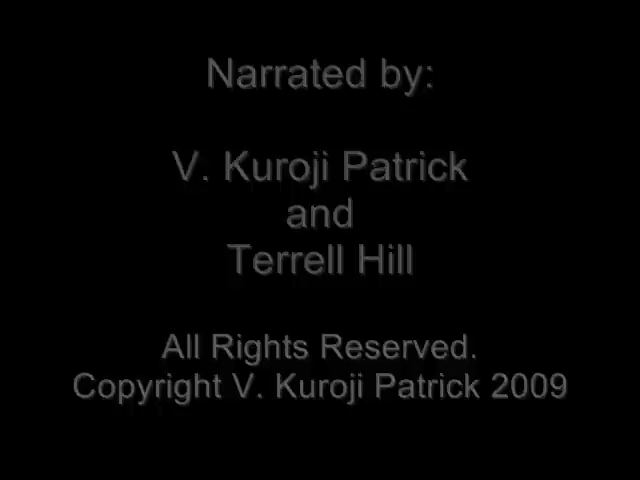 Narrated by:
V. Kuroji Patrick
and
Terrell Hill
All Rights Reserved.
Copyright V. Kuroji Patrick 2009